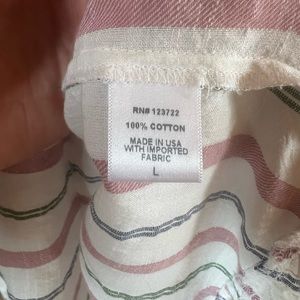 RN# 123722
100% COTTON
MADE IN USA
WITH IMPORTED
FABRIC
L